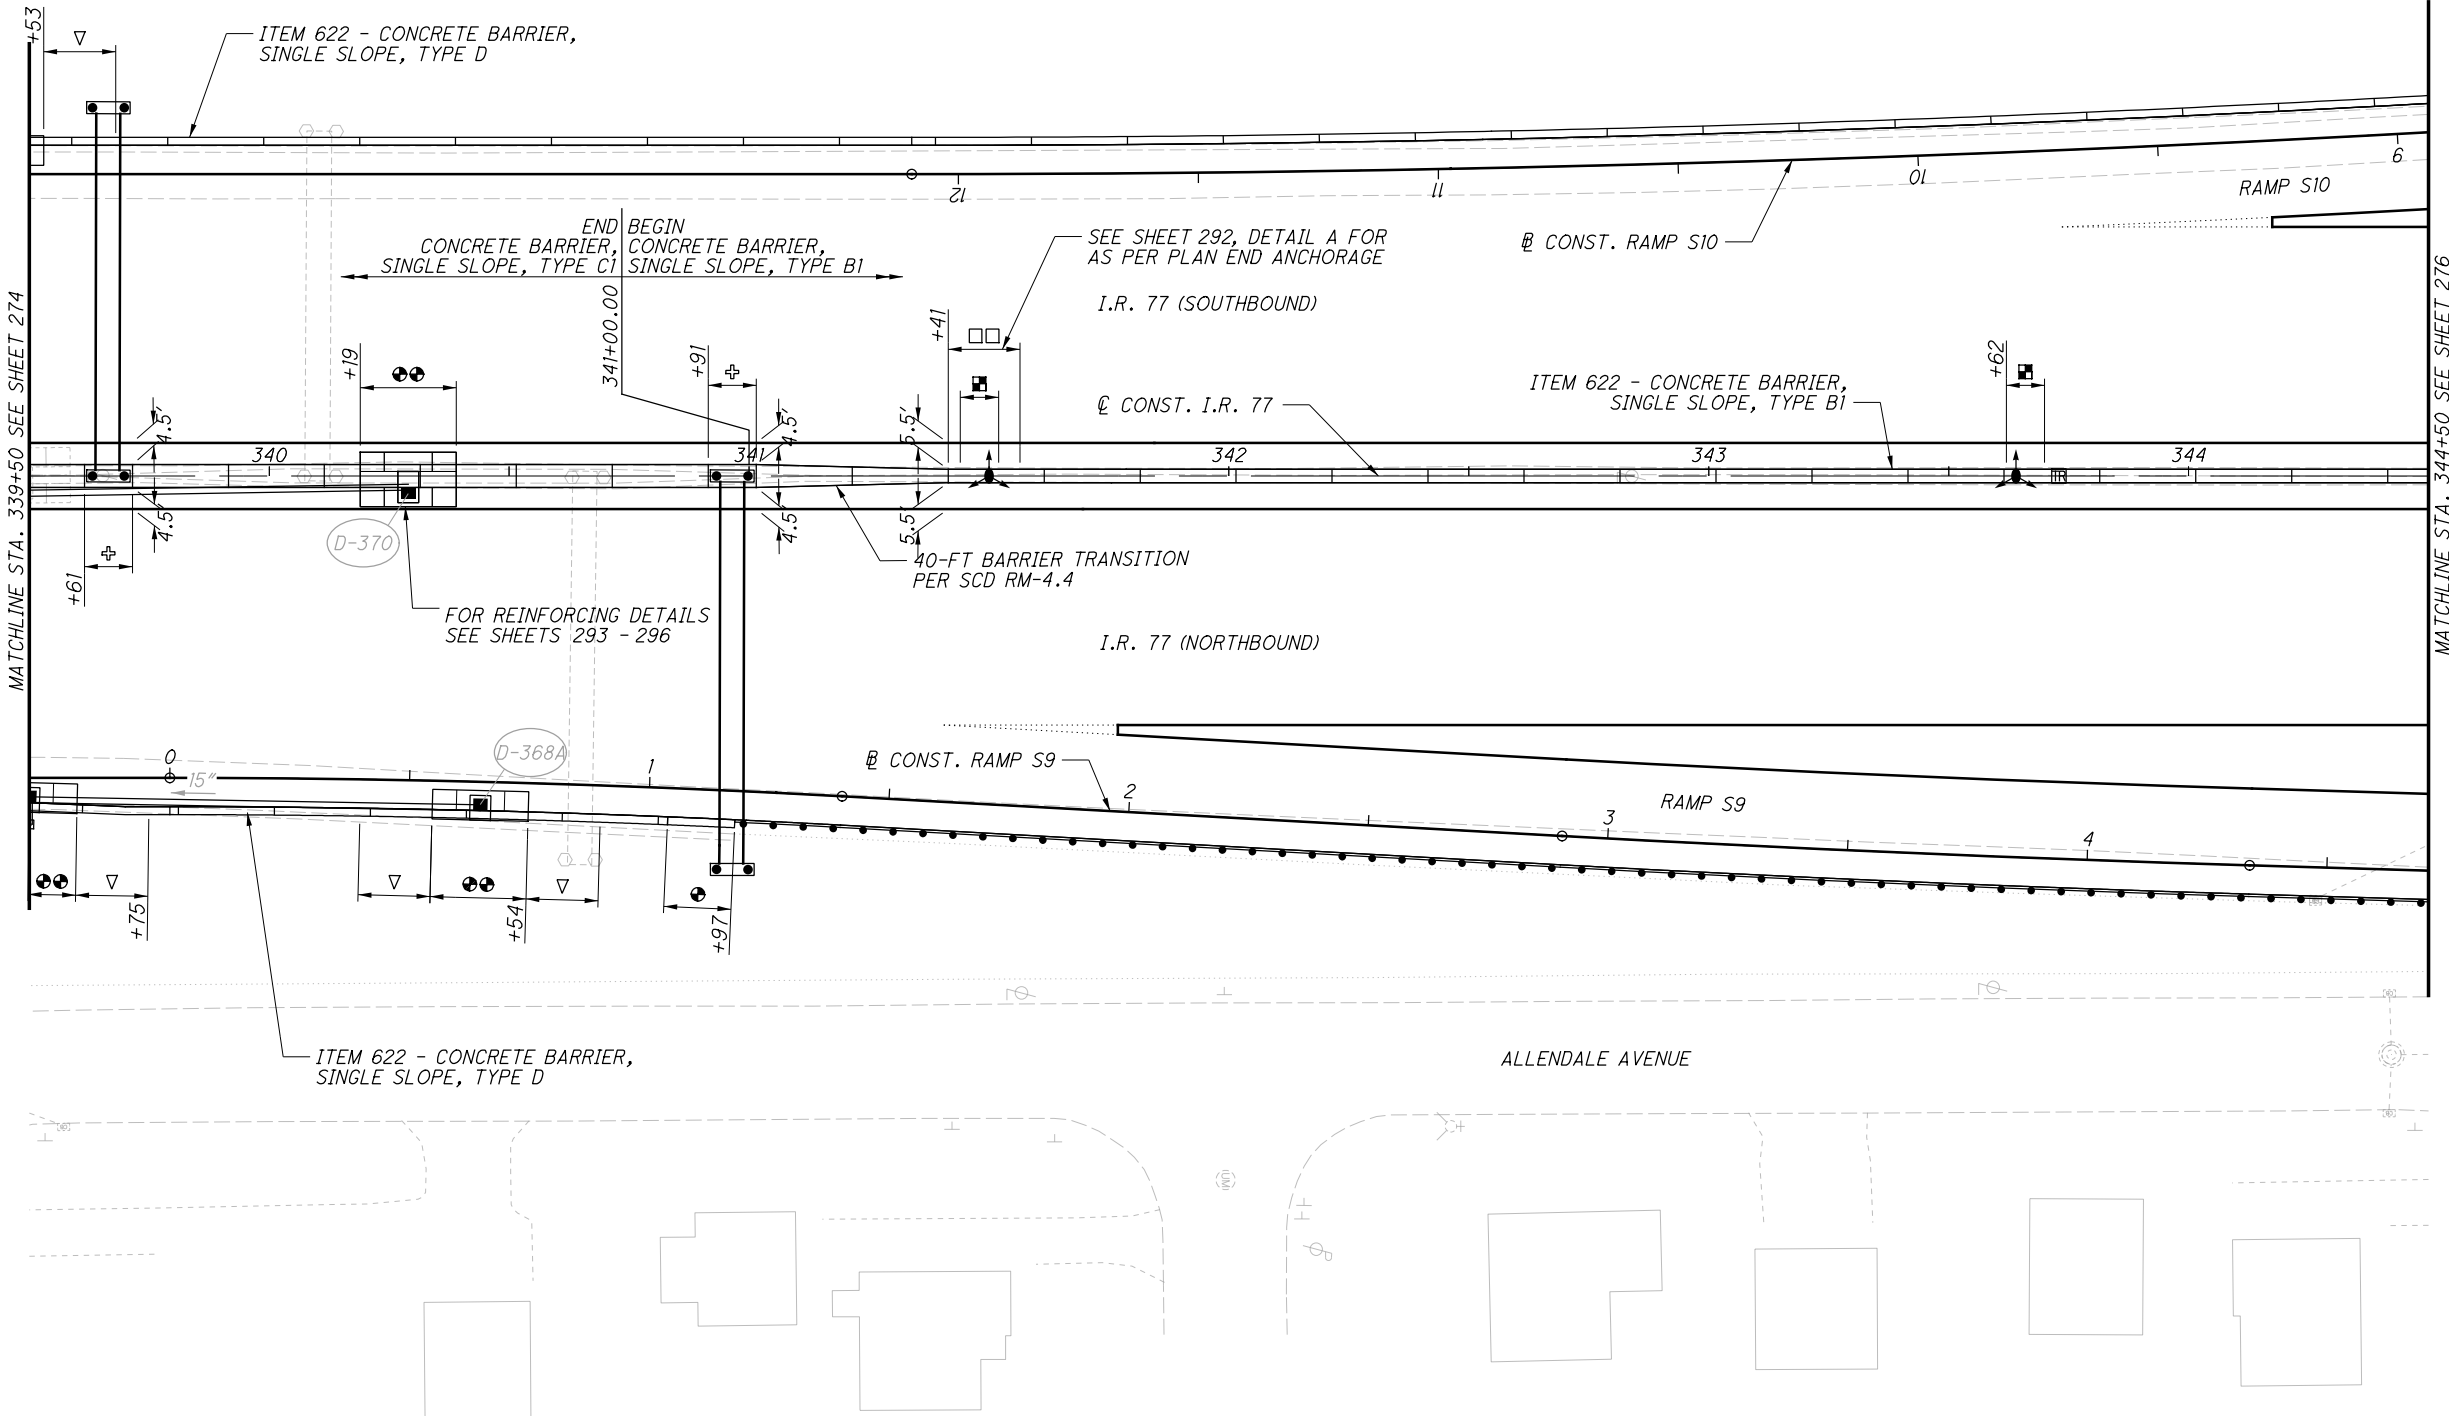 +53
ITEM 622 - CONCRETE BARRIER,
SINGLE SLOPE, TYPE D
12
11
10
9
RAMP S10
END BEGIN
CONCRETE BARRIER, CONCRETE BARRIER,
SINGLE SLOPE, TYPE C1 SINGLE SLOPE, TYPE B1
SEE SHEET 292, DETAIL A FOR
AS PER PLAN END ANCHORAGE
℄ CONST. RAMP S10
I.R. 77 (SOUTHBOUND)
MATCHLINE STA. 339+50 SEE SHEET 274
MATCHLINE STA. 344+50 SEE SHEET 276
341+00.00
+19
+91
+41
+62
ITEM 622 - CONCRETE BARRIER,
SINGLE SLOPE, TYPE B1
℄ CONST. I.R. 77
4.5'
4.5'
5.5'
340
341
342
343
344
TR
4.5'
4.5'
5.5'
D-370
+61
40-FT BARRIER TRANSITION
PER SCD RM-4.4
FOR REINFORCING DETAILS
SEE SHEETS 293 - 296
I.R. 77 (NORTHBOUND)
D-368A
0
15"
1
℄ CONST. RAMP S9
2
RAMP S9
3
4
+75
+54
+97
ITEM 622 - CONCRETE BARRIER,
SINGLE SLOPE, TYPE D
ALLENDALE AVENUE
UM
P